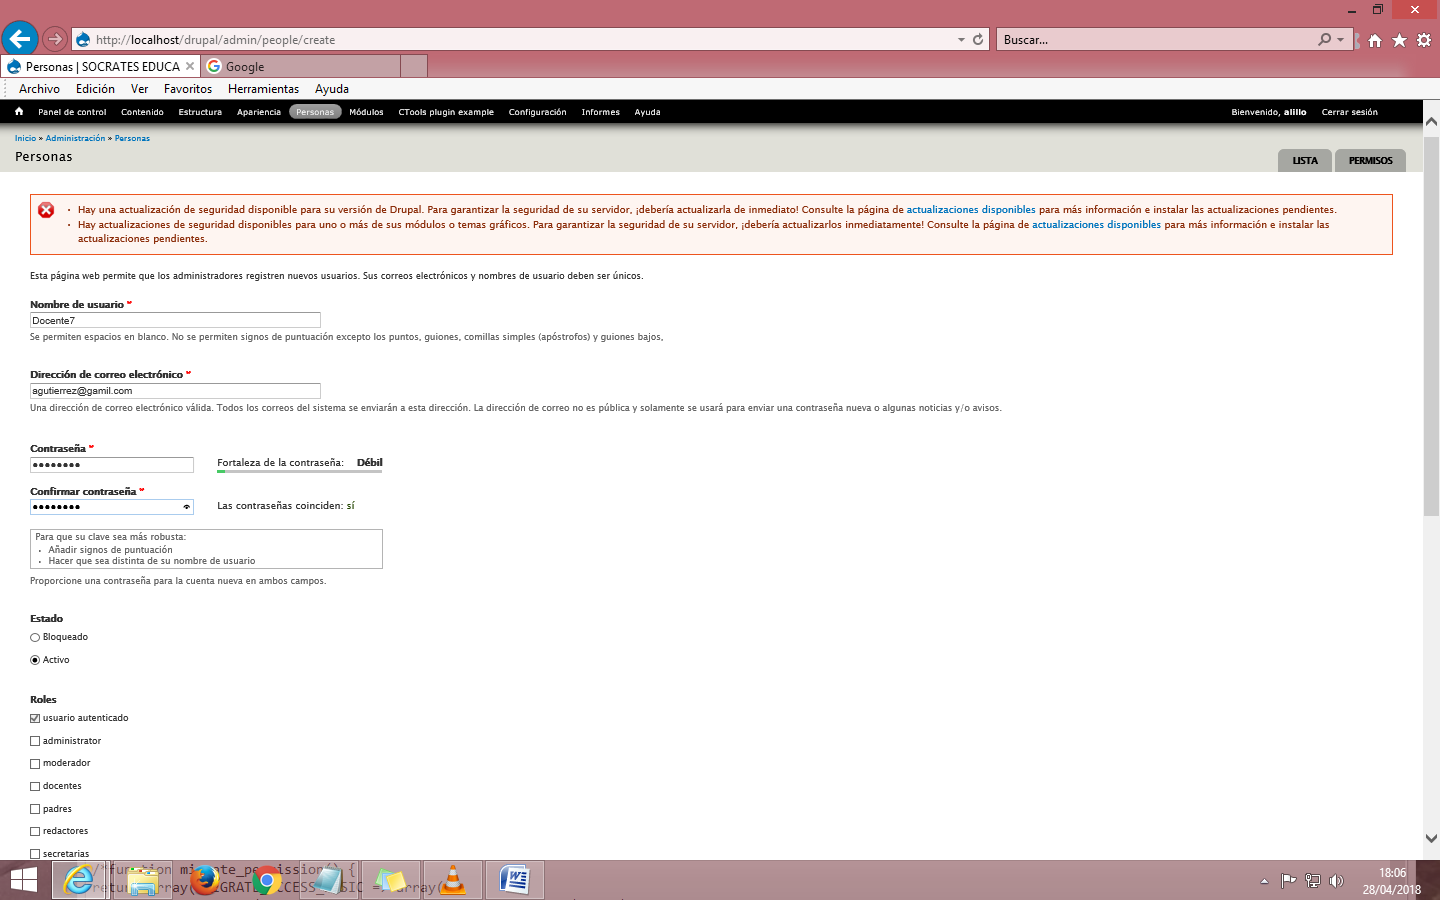 http://localhost/drupal/admin/people/create
Buscar...
Personas | SOCRATES EDUCA
Google
Archivo Edición Ver Favoritos Herramientas Ayuda
Panel de control Contenido Estructura Apariencia Personas Módulos CTools plugin example Configuración Informes Ayuda Bienvenido, alillo Cerrar sesión
Inicio » Administración » Personas
Personas
LISTA PERMISOS
• Hay una actualización de seguridad disponible para su versión de Drupal. Para garantizar la seguridad de su servidor, ¡debería actualizarla de inmediato! Consulte la página de actualizaciones disponibles para más información e instalar las actualizaciones pendientes.
• Hay actualizaciones de seguridad disponibles para uno o más de sus módulos o temas gráficos. Para garantizar la seguridad de su servidor, ¡debería actualizarlos inmediatamente! Consulte la página de actualizaciones disponibles para más información e instalar las
actualizaciones pendientes.
Esta página web permite que los administradores registren nuevos usuarios. Sus correos electrónicos y nombres de usuario deben ser únicos.
Nombre de usuario *
Docente7
Se permiten espacios en blanco. No se permiten signos de puntuación excepto los puntos, guiones, comillas simples (apóstrofos) y guiones bajos,
Dirección de correo electrónico *
agutierrez@gamil.com
Una dirección de correo electrónico válida. Todos los correos del sistema se enviarán a esta dirección. La dirección de correo no es pública y solamente se usará para enviar una contraseña nueva o algunas noticias y/o avisos.
Contraseña *
●●●●●●●● Fortaleza de la contraseña: Débil
Confirmar contraseña *
●●●●●●●● Las contraseñas coinciden: sí
Para que su clave sea más robusta:
• Añadir signos de puntuación
• Hacer que sea distinta de su nombre de usuario
Proporcione una contraseña para la cuenta nueva en ambos campos.
Estado
Bloqueado
Activo
Roles
usuario autenticado
administrator
moderador
docentes
padres
redactores
secretarias
18:06
28/04/2018